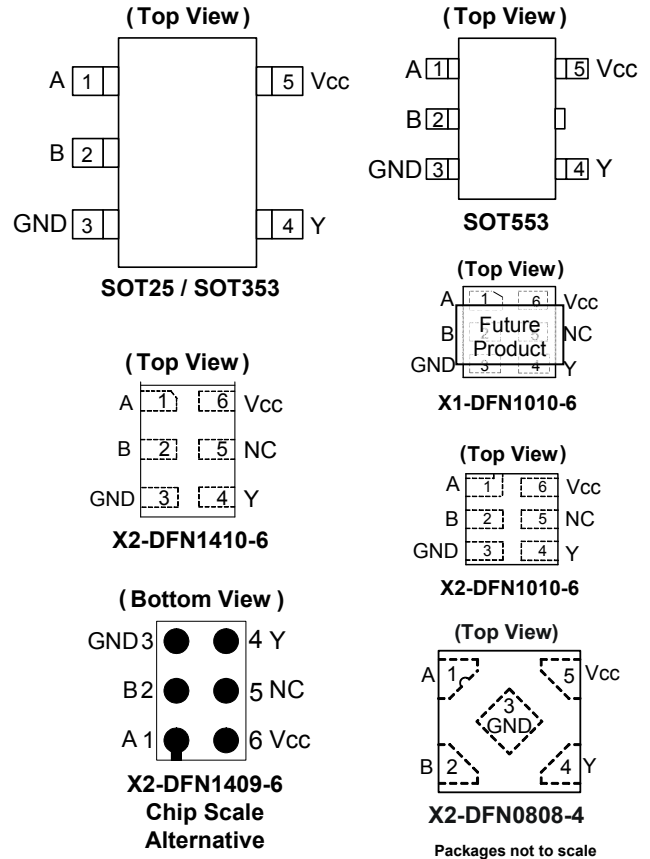 (Top View)
A 1 5 Vcc
B 2
GND 3 4 Y
SOT25 / SOT353
(Top View)
A 1 5 Vcc
B 2
GND 3 4 Y
SOT553
(Top View)
A 1 6 Vcc
B 2 5 NC
GND 3 4 Y
X2-DFN1410-6
(Top View)
A 1 6 Vcc
B Future NC
Product
GND 3 4 Y
X1-DFN1010-6
(Top View)
A 1 6 Vcc
B 2 5 NC
GND 3 4 Y
X2-DFN1010-6
(Bottom View)
GND 3 4 Y
B 2 5 NC
A 1 6 Vcc
X2-DFN1409-6
Chip Scale
Alternative
(Top View)
A 1 5 Vcc
3
GND
B 2 4 Y
X2-DFN0808-4
Packages not to scale